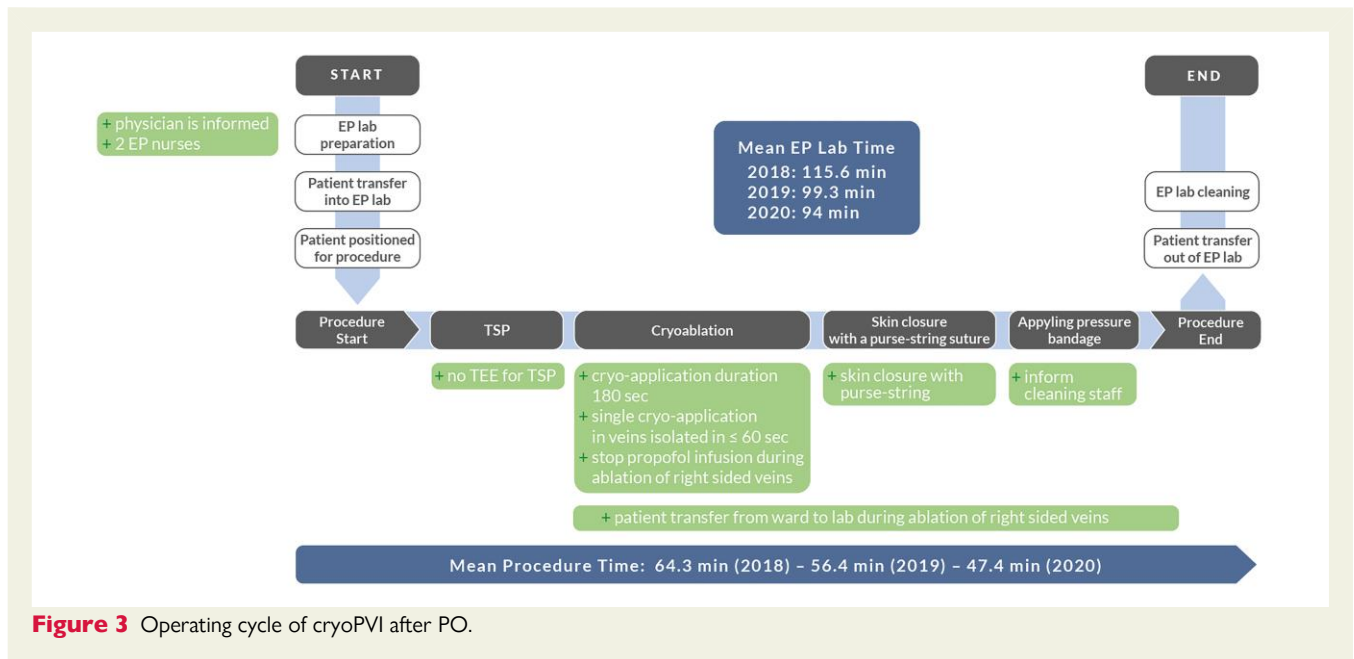 START
+ physician is informed
+ 2 EP nurses
EP lab
preparation
Patient transfer
into EP lab
Patient positioned
for procedure
Mean EP Lab Time
2018: 115.6 min
2019: 99.3 min
2020: 94 min
END
EP lab cleaning
Patient transfer
out of EP lab
Procedure
Start
TSP
Cryoablation
Skin closure
with a purse-string suture
Appyling pressure
bandage
Procedure
End
+ no TEE for TSP
+ cryo-application duration
180 sec
+ single cryo-application
in veins isolated in ≤ 60 sec
+ stop propofol infusion during
ablation of right sided veins
+ skin closure with
purse-string
+ inform
cleaning staff
+ patient transfer from ward to lab during ablation of right sided veins
Mean Procedure Time: 64.3 min (2018) – 56.4 min (2019) – 47.4 min (2020)
Figure 3 Operating cycle of cryoPVI after PO.